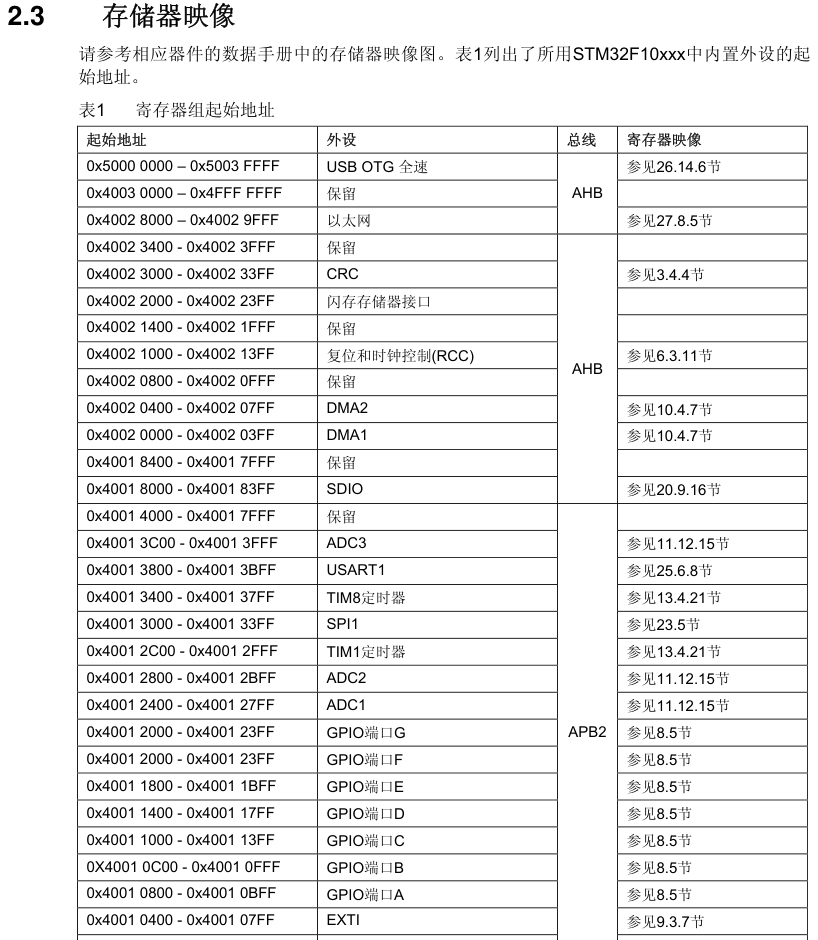 2.3 存储器映像
请参考相应器件的数据手册中的存储器映像图。表1列出了所用STM32F10xxx中内置外设的起
始地址。
表1 寄存器组起始地址
起始地址 外设 总线 寄存器映像
0x5000 0000 – 0x5003 FFFF USB OTG 全速 参见26.14.6节
0x4003 0000 – 0x4FFF FFFF 保留 AHB
0x4002 8000 – 0x4002 9FFF 以太网 参见27.8.5节
0x4002 3400 - 0x4002 3FFF 保留
0x4002 3000 - 0x4002 33FF CRC 参见3.4.4节
0x4002 2000 - 0x4002 23FF 闪存存储器接口
0x4002 1400 - 0x4002 1FFF 保留
0x4002 1000 - 0x4002 13FF 复位和时钟控制(RCC) 参见6.3.11节
AHB
0x4002 0800 - 0x4002 0FFF 保留
0x4002 0400 - 0x4002 07FF DMA2 参见10.4.7节
0x4002 0000 - 0x4002 03FF DMA1 参见10.4.7节
0x4001 8400 - 0x4001 7FFF 保留
0x4001 8000 - 0x4001 83FF SDIO 参见20.9.16节
0x4001 4000 - 0x4001 7FFF 保留
0x4001 3C00 - 0x4001 3FFF ADC3 参见11.12.15节
0x4001 3800 - 0x4001 3BFF USART1 参见25.6.8节
0x4001 3400 - 0x4001 37FF TIM8定时器 参见13.4.21节
0x4001 3000 - 0x4001 33FF SPI1 参见23.5节
0x4001 2C00 - 0x4001 2FFF TIM1定时器 参见13.4.21节
0x4001 2800 - 0x4001 2BFF ADC2 参见11.12.15节
0x4001 2400 - 0x4001 27FF ADC1 参见11.12.15节
0x4001 2000 - 0x4001 23FF GPIO端口G APB2 参见8.5节
0x4001 2000 - 0x4001 23FF GPIO端口F 参见8.5节
0x4001 1800 - 0x4001 1BFF GPIO端口E 参见8.5节
0x4001 1400 - 0x4001 17FF GPIO端口D 参见8.5节
0x4001 1000 - 0x4001 13FF GPIO端口C 参见8.5节
0X4001 0C00 - 0x4001 0FFF GPIO端口B 参见8.5节
0x4001 0800 - 0x4001 0BFF GPIO端口A 参见8.5节
0x4001 0400 - 0x4001 07FF EXTI 参见9.3.7节